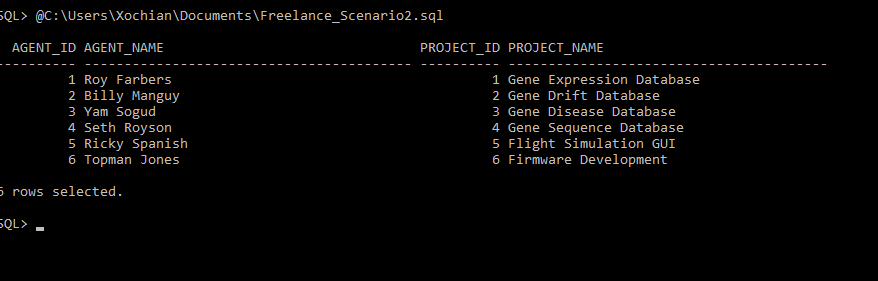 SQL> @C:\Users\Xochian\Documents\Freelance_Scenario2.sql
AGENT_ID AGENT_NAME PROJECT_ID PROJECT_NAME
---------- ----------------------------------------- ---------- ----------------------------------------
1 Roy Farbers 1 Gene Expression Database
2 Billy Manguy 2 Gene Drift Database
3 Yam Sogud 3 Gene Disease Database
4 Seth Royson 4 Gene Sequence Database
5 Ricky Spanish 5 Flight Simulation GUI
6 Topman Jones 6 Firmware Development
6 rows selected.
SQL>